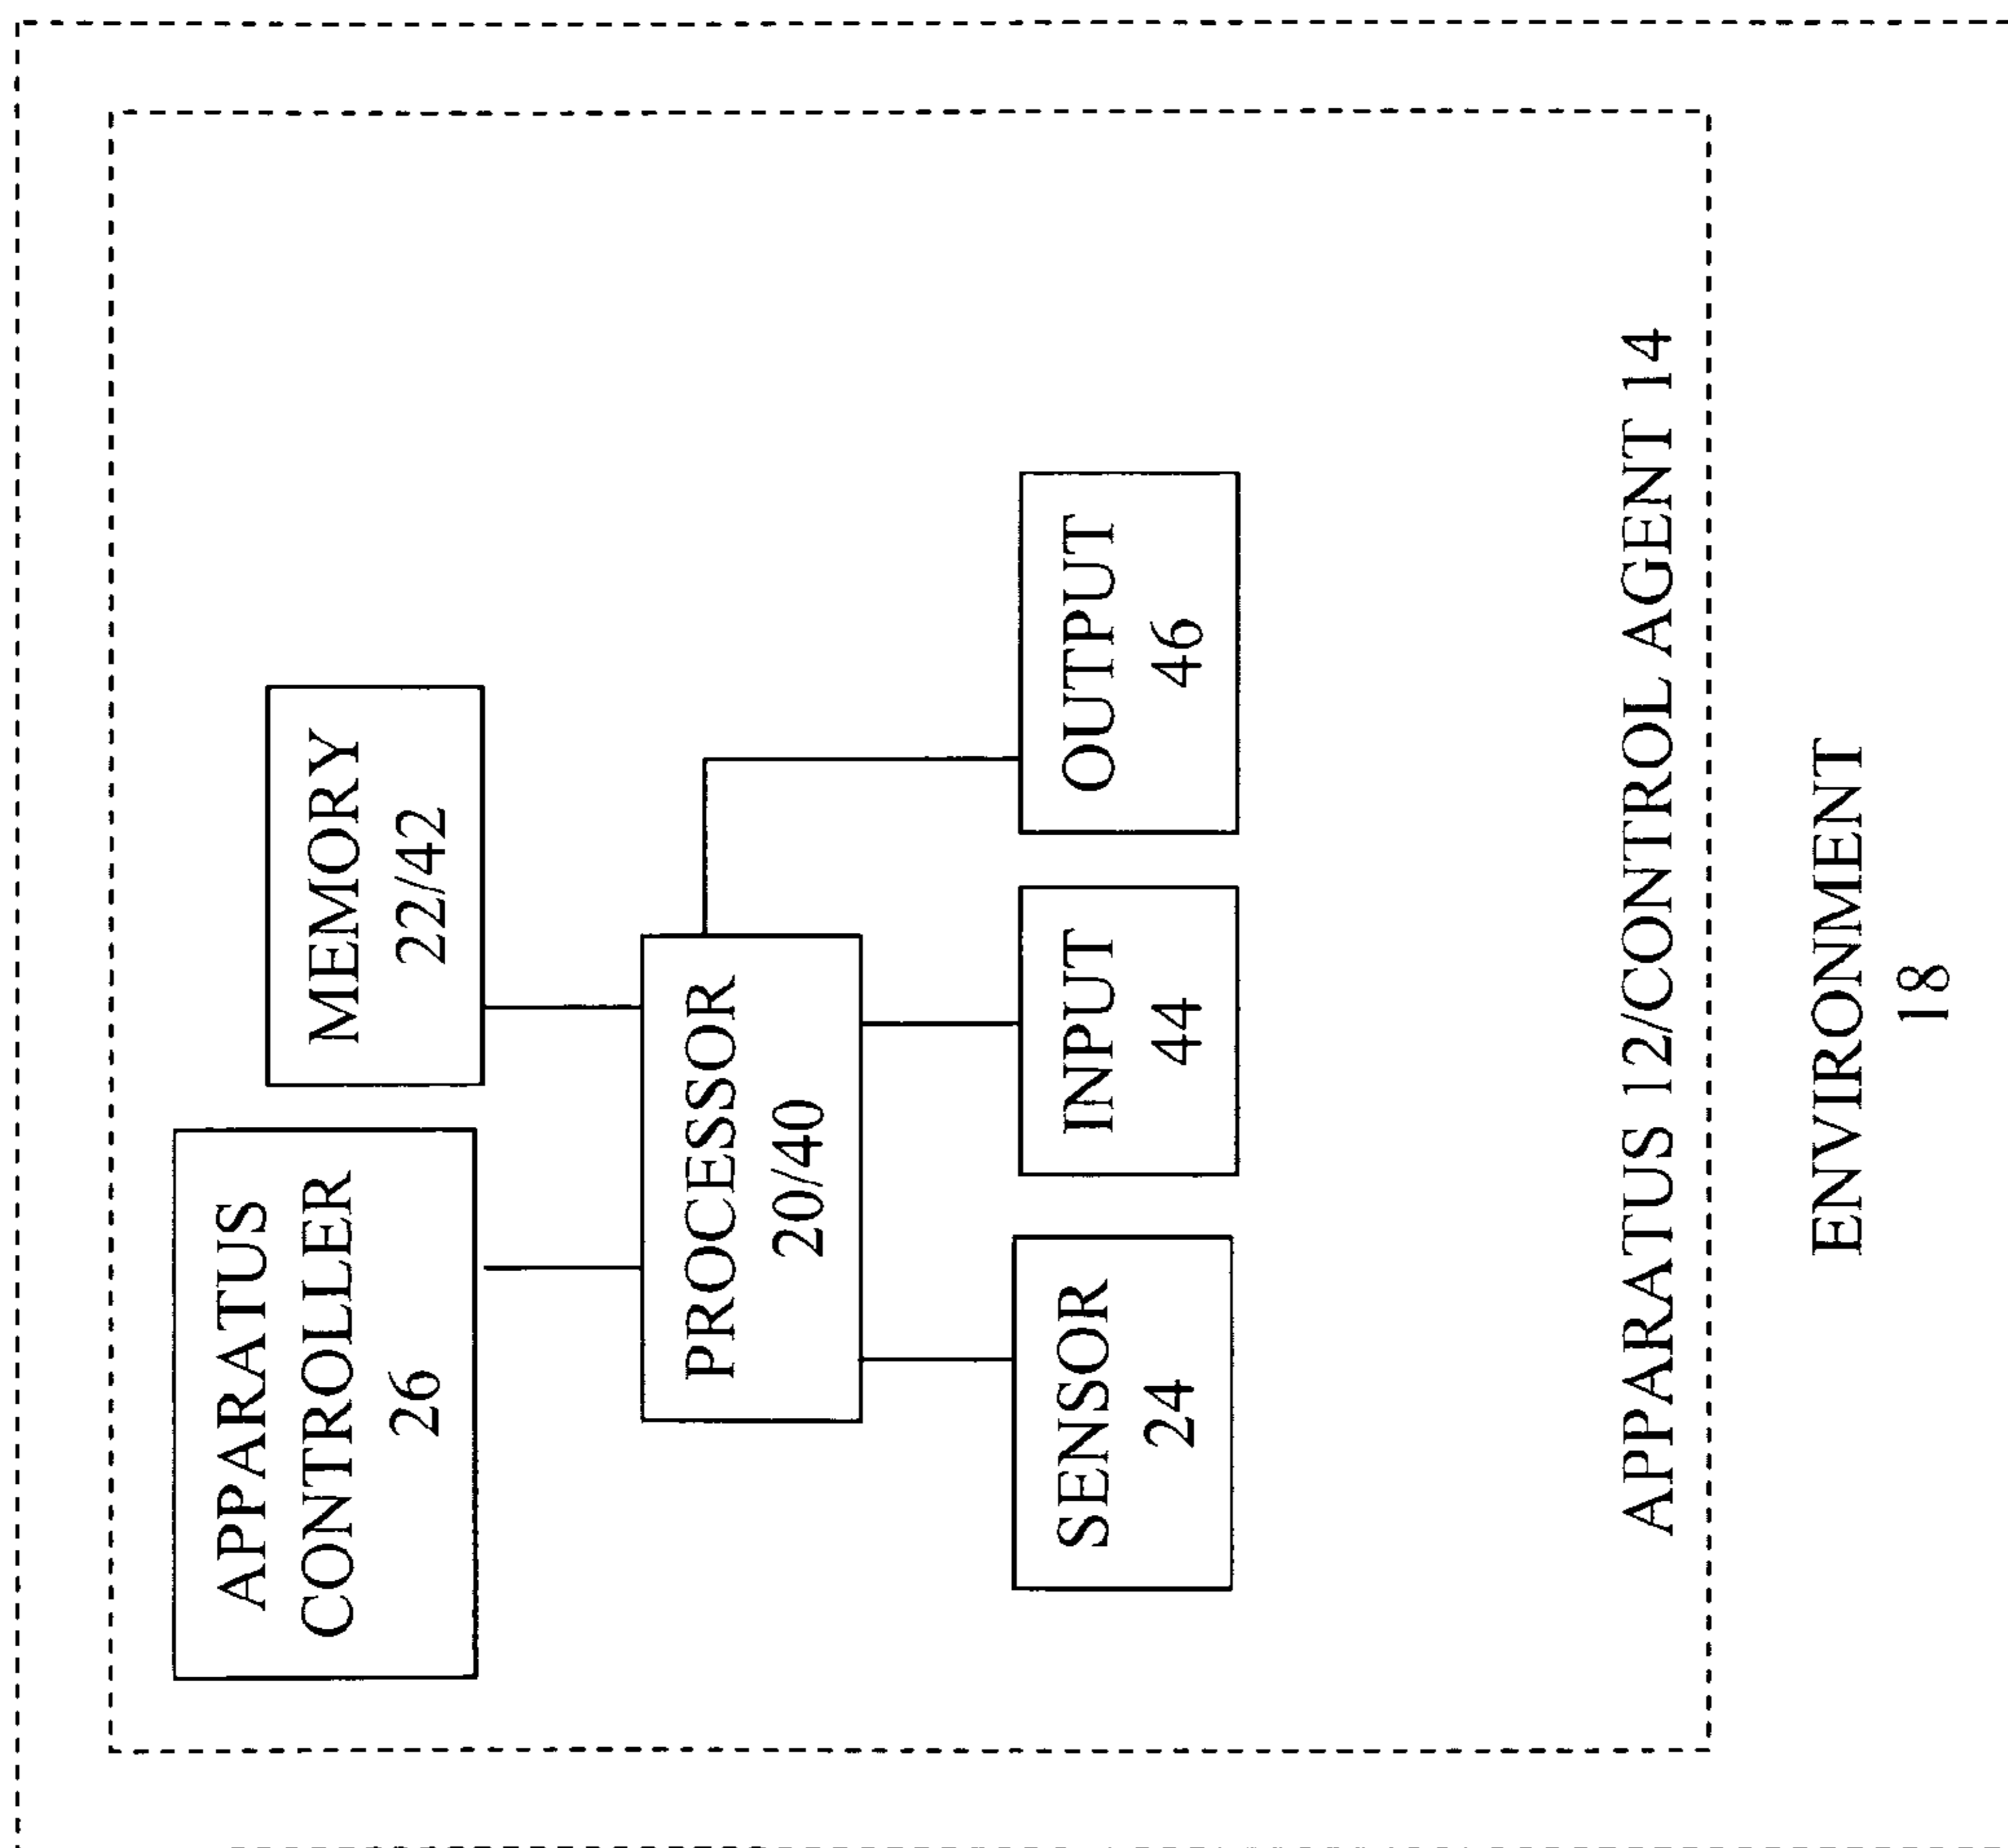 APPARATUS
CONTROLLER
26
MEMORY
22/42
PROCESSOR
20/40
SENSOR
24
INPUT
44
OUTPUT
46
APPARATUS 12/CONTROL AGENT 14
ENVIRONMENT
18